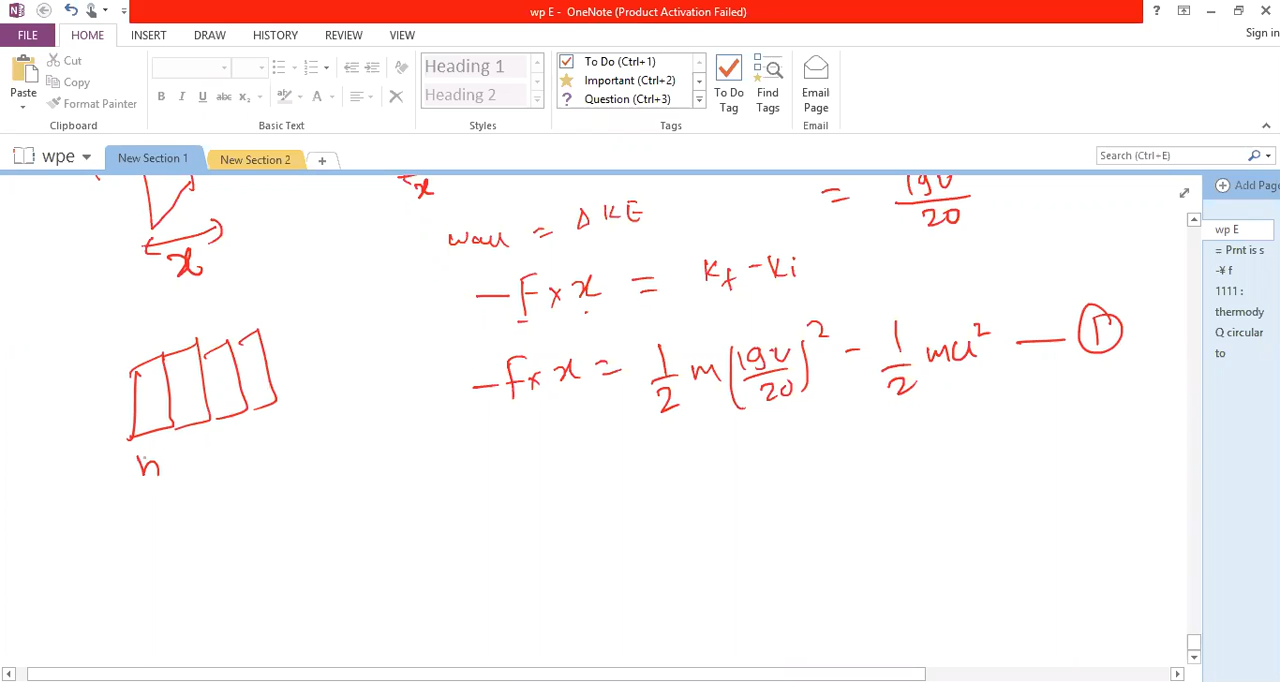 wp E - OneNote (Product Activation Failed)
FILE HOME INSERT DRAW HISTORY REVIEW VIEW
Sign in
Paste
Cut
Copy
Format Painter
Clipboard
B I U abc X₂ A
Basic Text
Heading 1
Heading 2
Styles
To Do (Ctrl+1)
Important (Ctrl+2)
Question (Ctrl+3)
Tags
To Do Tag
Find Tags
Email Page
Email
wpe
New Section 1
New Section 2
Search (Ctrl+E)
Add Page
wp E
= Prnt is s
-¥ f
1111 :
thermody
Q circular
to
x
x
= 19u/20
Wall = ΔKE
-F×x = Kf - Ki
-f×x = 1/2 m(19u/20)² - 1/2 mu² — ①
n